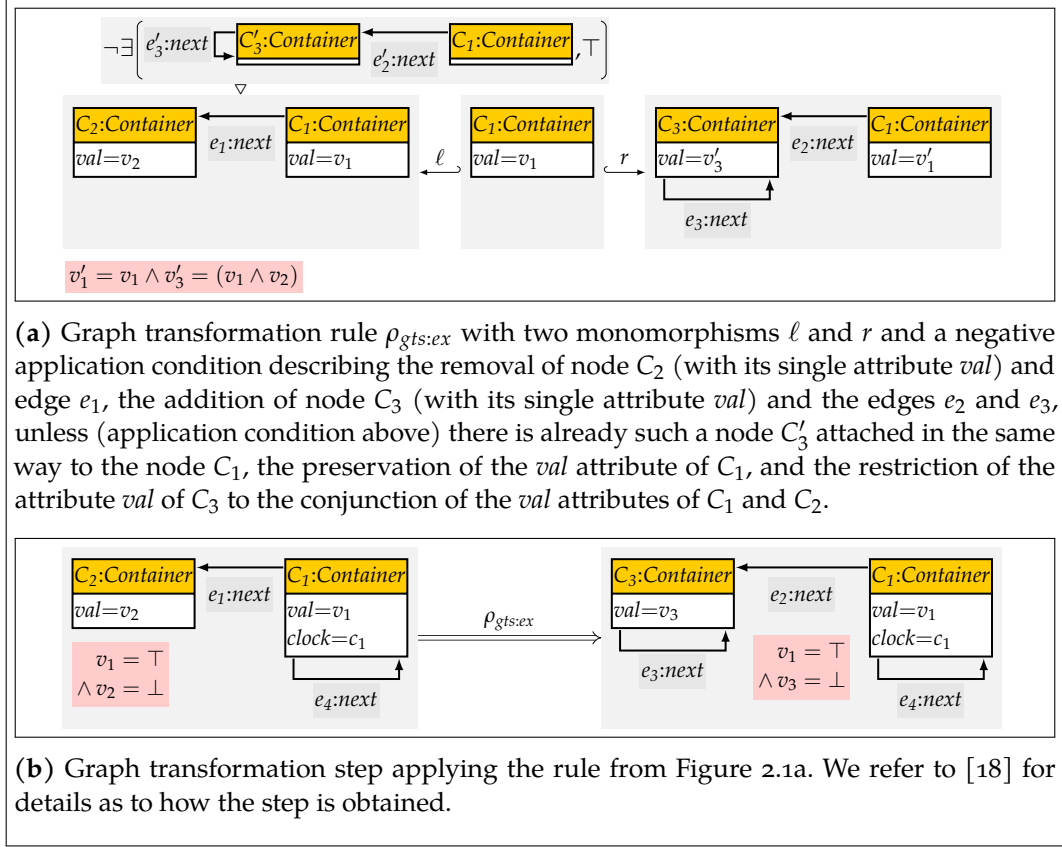 ¬∃( e′3:next C′3:Container e′2:next C1:Container ,⊤)
▽
C2:Container C1:Container C1:Container C3:Container C1:Container
e1:next e2:next
val=v2 val=v1 ℓ val=v1 r val=v′3 val=v′1
e3:next
v′1 = v1 ∧ v′3 = (v1 ∧ v2)
(a) Graph transformation rule ρgts:ex with two monomorphisms ℓ and r and a negative
application condition describing the removal of node C2 (with its single attribute val) and
edge e1, the addition of node C3 (with its single attribute val) and the edges e2 and e3,
unless (application condition above) there is already such a node C′3 attached in the same
way to the node C1, the preservation of the val attribute of C1, and the restriction of the
attribute val of C3 to the conjunction of the val attributes of C1 and C2.
C2:Container C1:Container C3:Container C1:Container
e1:next e2:next
val=v2 val=v1 ρgts:ex val=v3 val=v1
clock=c1 clock=c1
v1 = ⊤ v1 = ⊤
∧ v2 = ⊥ e4:next e3:next ∧ v3 = ⊥ e4:next
(b) Graph transformation step applying the rule from Figure 2.1a. We refer to [18] for
details as to how the step is obtained.